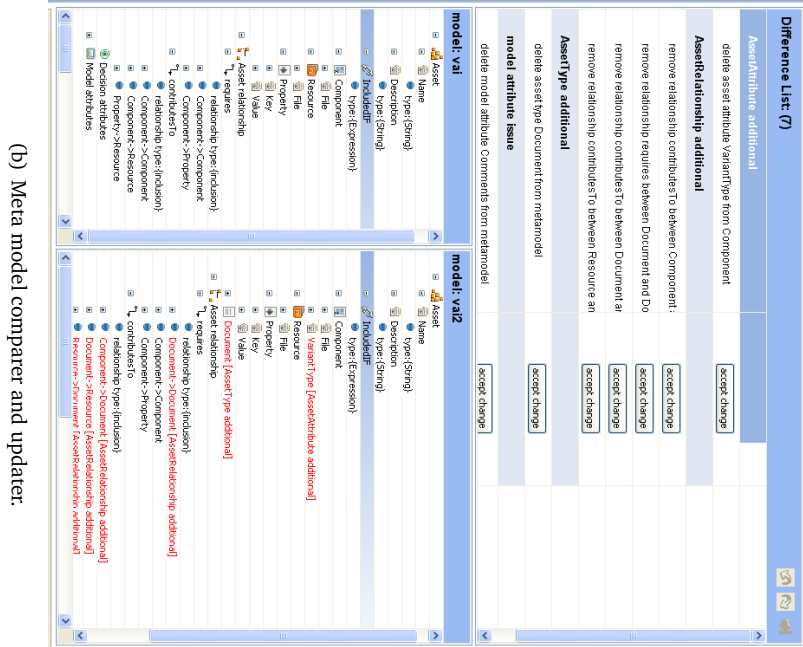 Difference List: (7)
AssetAttribute additional
delete asset attribute VariantType from Component
accept change
AssetRelationship additional
remove relationship contributesTo between Component
accept change
remove relationship requires between Document and Do
accept change
remove relationship contributesTo between Document ar
accept change
remove relationship contributesTo between Resource an
accept change
AssetType additional
delete asset type Document from metamodel
accept change
model attribute issue
delete model attribute Comments from metamodel
accept change
model: vai
Asset
Name
type:{String}
Description
type:{String}
IncludedIF
type:{Expression}
Component
File
Resource
File
Property
Key
Value
Asset relationship
requires
relationship type:{inclusion}
Component->Component
Component->Property
contributesTo
relationship type:{inclusion}
Component->Component
Component->Resource
Property->Resource
Decision attributes
Model attributes
model: vai2
Asset
Name
type:{String}
Description
type:{String}
IncludedIF
type:{Expression}
Component
File
VariantType [AssetAttribute additional]
Resource
File
Property
Key
Value
Document [AssetType additional]
Asset relationship
requires
relationship type:{inclusion}
Document->Document [AssetRelationship additional]
Component->Component
Component->Property
contributesTo
relationship type:{inclusion}
Component->Document [AssetRelationship additional]
Document->Resource [AssetRelationship additional]
Resource->Document [AssetRelationship additional]
(b) Meta model comparer and updater.